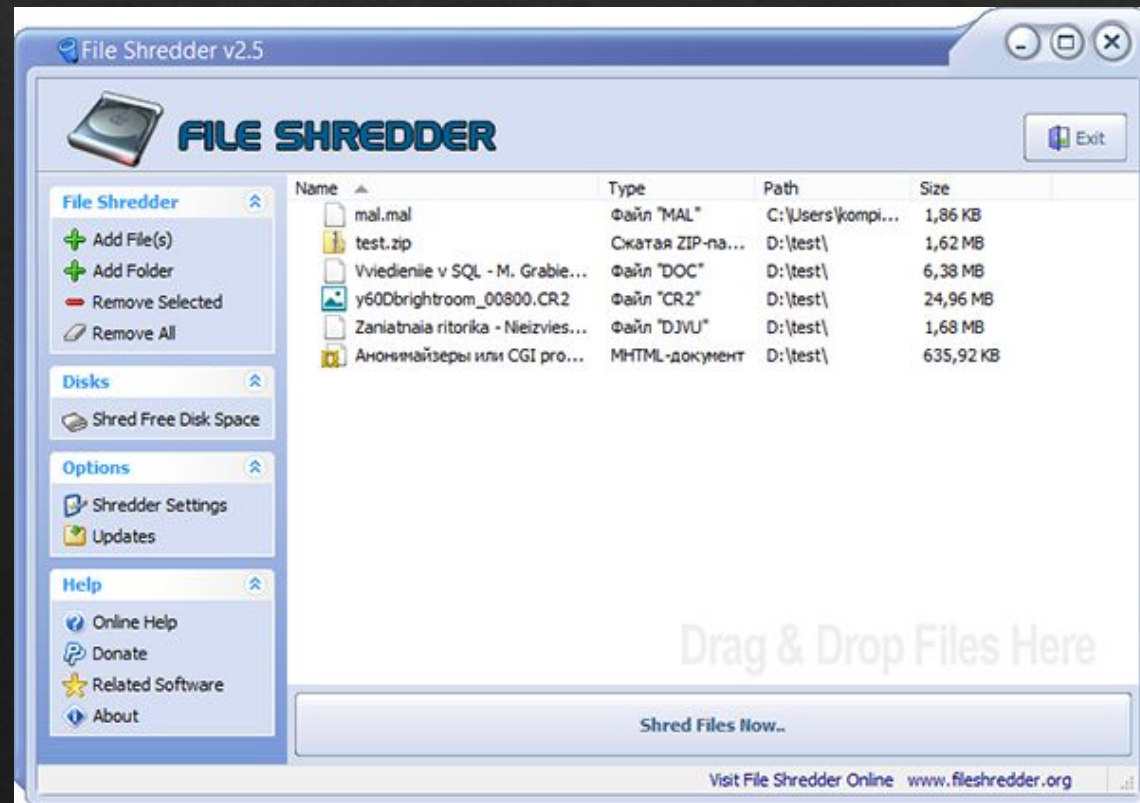 File Shredder v2.5
FILE SHREDDER
Exit
File Shredder
Add File(s)
Add Folder
Remove Selected
Remove All
Disks
Shred Free Disk Space
Options
Shredder Settings
Updates
Help
Online Help
Donate
Related Software
About
Name Type Path Size
mal.mal Файл "MAL" C:\Users\kompi... 1,86 KB
test.zip Сжатая ZIP-па... D:\test\ 1,62 MB
Vviedieniie v SQL - M. Grabie... Файл "DOC" D:\test\ 6,38 MB
y60Dbrightroom_00800.CR2 Файл "CR2" D:\test\ 24,96 MB
Zaniatnaia ritorika - Nieizvies... Файл "DJVU" D:\test\ 1,68 MB
Анонимайзеры или CGI pro... MHTML-документ D:\test\ 635,92 KB
Drag & Drop Files Here
Shred Files Now..
Visit File Shredder Online www.fileshredder.org